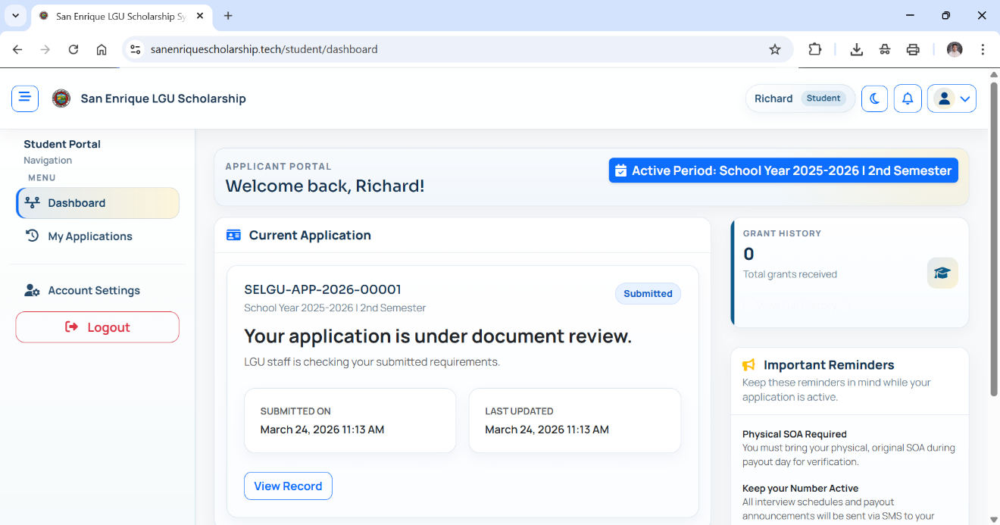 San Enrique LGU Scholarship Sy
sanenriquescholarship.tech/student/dashboard
San Enrique LGU Scholarship
Richard Student
Student Portal
Navigation
MENU
Dashboard
My Applications
Account Settings
Logout
APPLICANT PORTAL
Welcome back, Richard!
Active Period: School Year 2025-2026 | 2nd Semester
Current Application
SELGU-APP-2026-00001
Submitted
School Year 2025-2026 | 2nd Semester
Your application is under document review.
LGU staff is checking your submitted requirements.
SUBMITTED ON
March 24, 2026 11:13 AM
LAST UPDATED
March 24, 2026 11:13 AM
View Record
GRANT HISTORY
0
Total grants received
Important Reminders
Keep these reminders in mind while your
application is active.
Physical SOA Required
You must bring your physical, original SOA during
payout day for verification.
Keep your Number Active
All interview schedules and payout
announcements will be sent via SMS to your